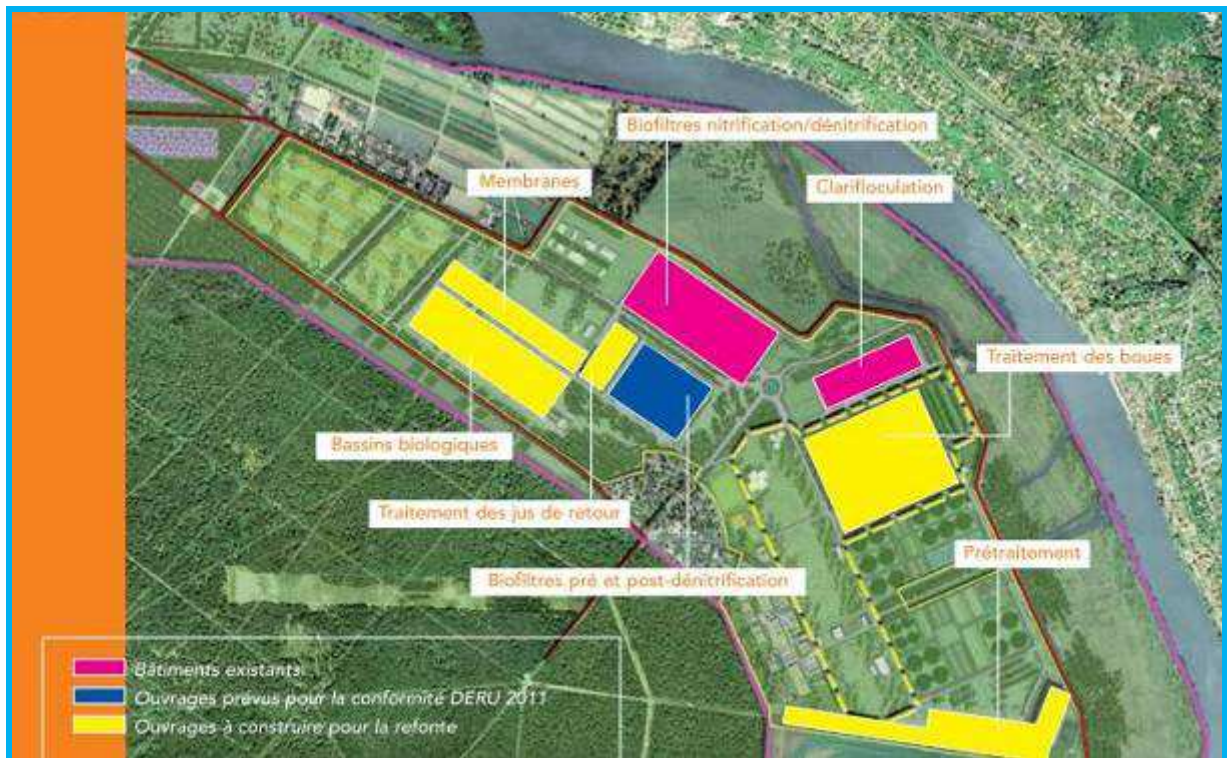 Biofiltres nitrification/dénitrification
Membranes
Clarifloculation
Traitement des boues
Bassins biologiques
Traitement des jus de retour
Prétraitement
Biofiltres pré et post-dénitrification
Bâtiments existants
Ouvrages prévus pour la conformité DERU 2011
Ouvrages à construire pour la refonte